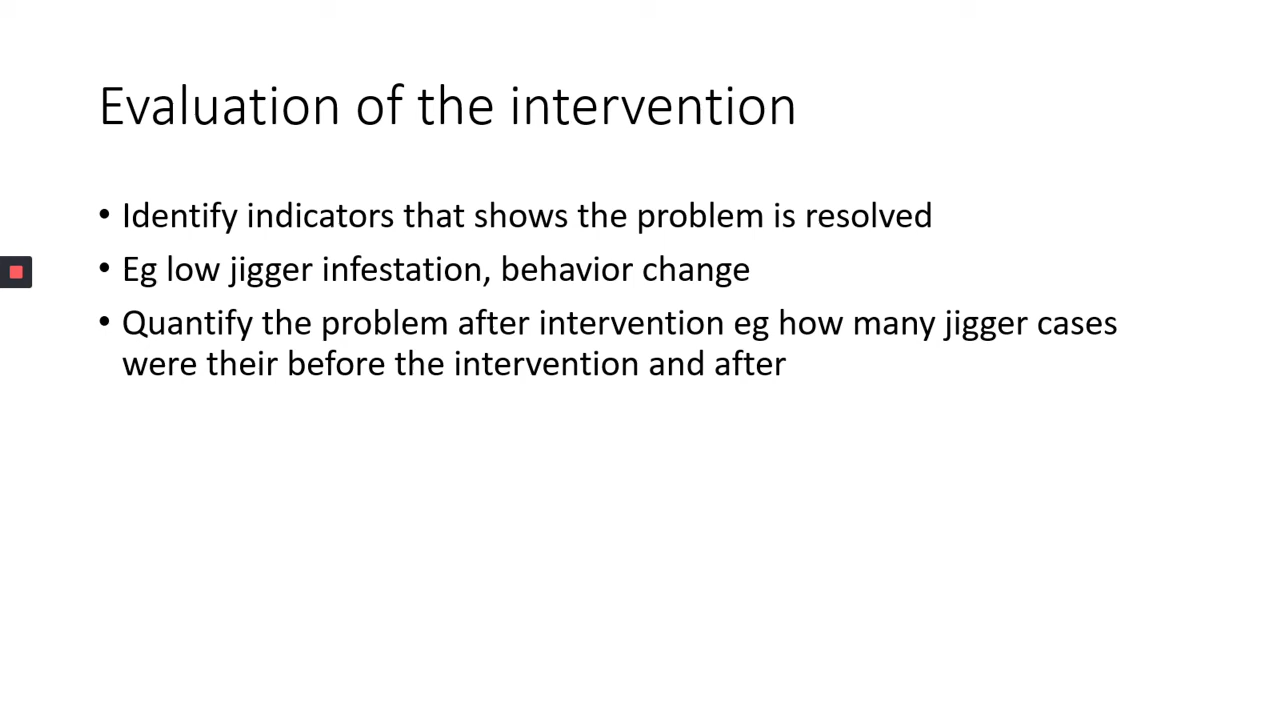 Evaluation of the intervention
• Identify indicators that shows the problem is resolved
• Eg low jigger infestation, behavior change
• Quantify the problem after intervention eg how many jigger cases
were their before the intervention and after